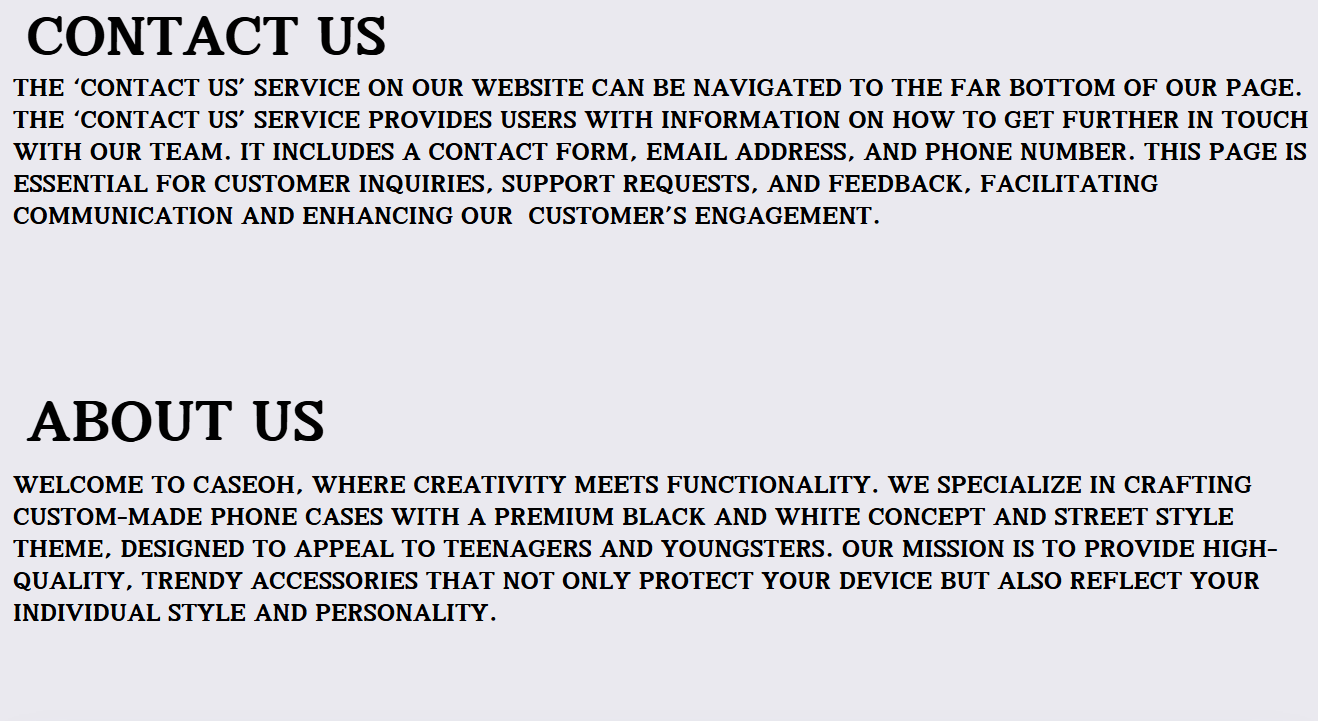 CONTACT US
THE ‘CONTACT US’ SERVICE ON OUR WEBSITE CAN BE NAVIGATED TO THE FAR BOTTOM OF OUR PAGE.
THE ‘CONTACT US’ SERVICE PROVIDES USERS WITH INFORMATION ON HOW TO GET FURTHER IN TOUCH
WITH OUR TEAM. IT INCLUDES A CONTACT FORM, EMAIL ADDRESS, AND PHONE NUMBER. THIS PAGE IS
ESSENTIAL FOR CUSTOMER INQUIRIES, SUPPORT REQUESTS, AND FEEDBACK, FACILITATING
COMMUNICATION AND ENHANCING OUR  CUSTOMER’S ENGAGEMENT.
ABOUT US
WELCOME TO CASEOH, WHERE CREATIVITY MEETS FUNCTIONALITY. WE SPECIALIZE IN CRAFTING
CUSTOM-MADE PHONE CASES WITH A PREMIUM BLACK AND WHITE CONCEPT AND STREET STYLE
THEME, DESIGNED TO APPEAL TO TEENAGERS AND YOUNGSTERS. OUR MISSION IS TO PROVIDE HIGH-
QUALITY, TRENDY ACCESSORIES THAT NOT ONLY PROTECT YOUR DEVICE BUT ALSO REFLECT YOUR
INDIVIDUAL STYLE AND PERSONALITY.